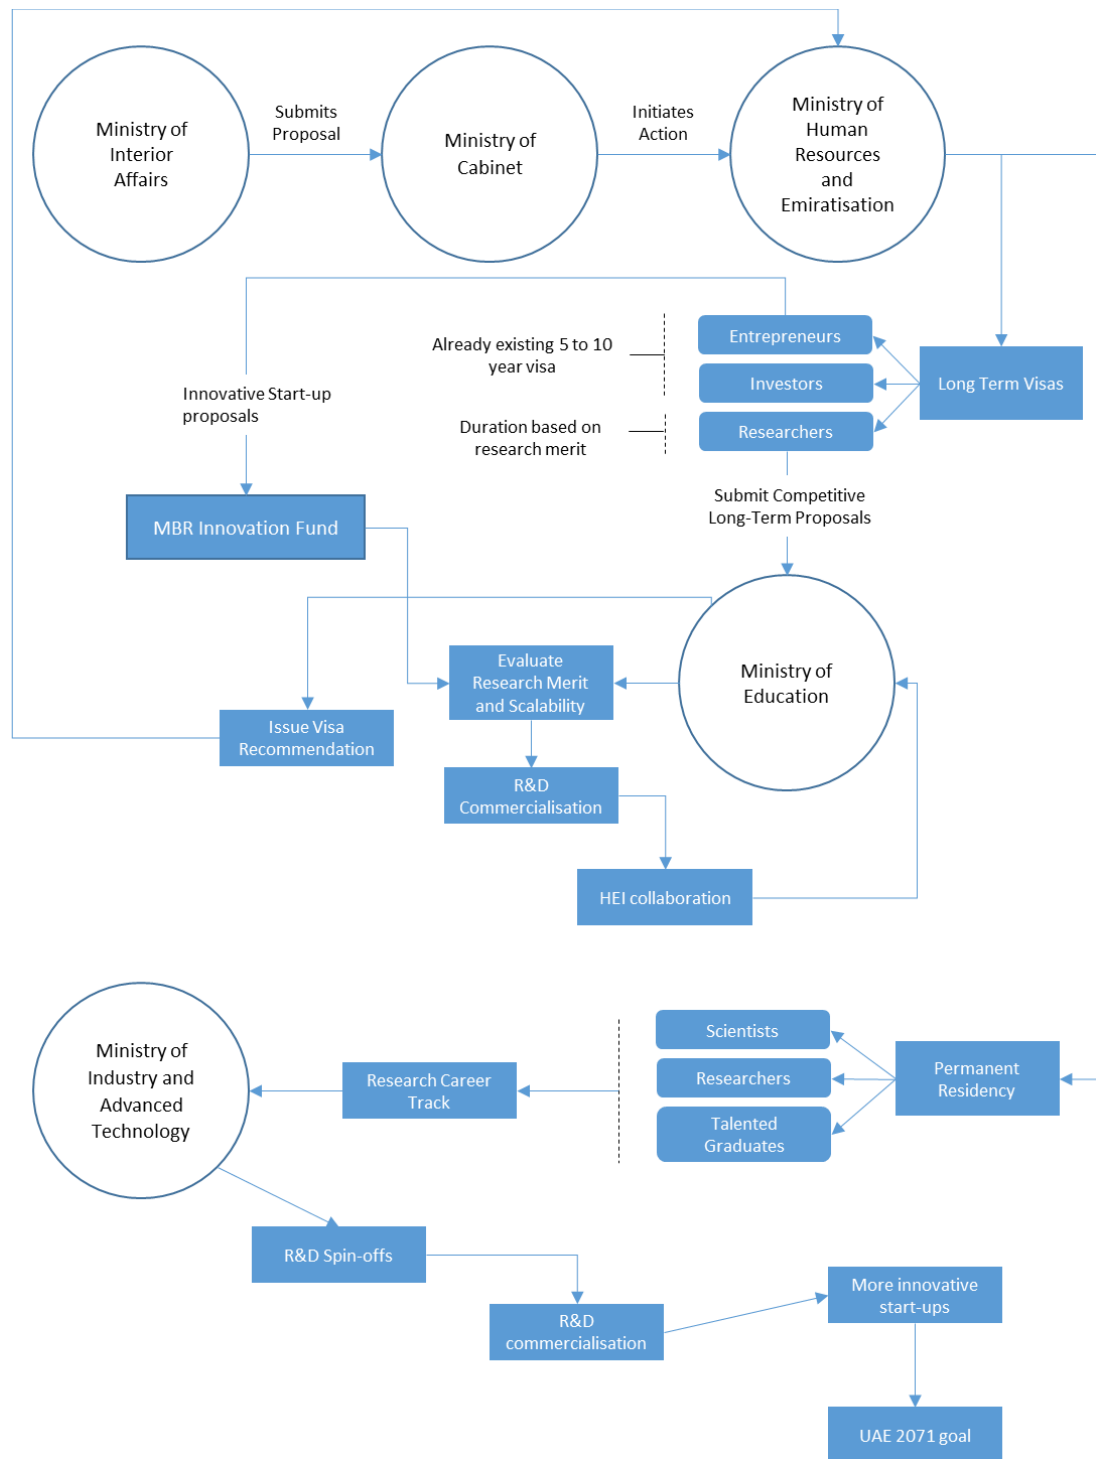 Ministry of
Interior
Affairs
Submits
Proposal
Ministry of
Cabinet
Initiates
Action
Ministry of
Human
Resources
and
Emiratisation
Already existing 5 to 10
year visa
Entrepreneurs
Investors
Researchers
Long Term Visas
Duration based on
research merit
Innovative Start-up
proposals
Submit Competitive
Long-Term Proposals
MBR Innovation Fund
Evaluate
Research Merit
and Scalability
Ministry of
Education
Issue Visa
Recommendation
R&D
Commercialisation
HEI collaboration
Ministry of
Industry and
Advanced
Technology
Research Career
Track
Scientists
Researchers
Talented
Graduates
Permanent
Residency
R&D Spin-offs
R&D
commercialisation
More innovative
start-ups
UAE 2071 goal